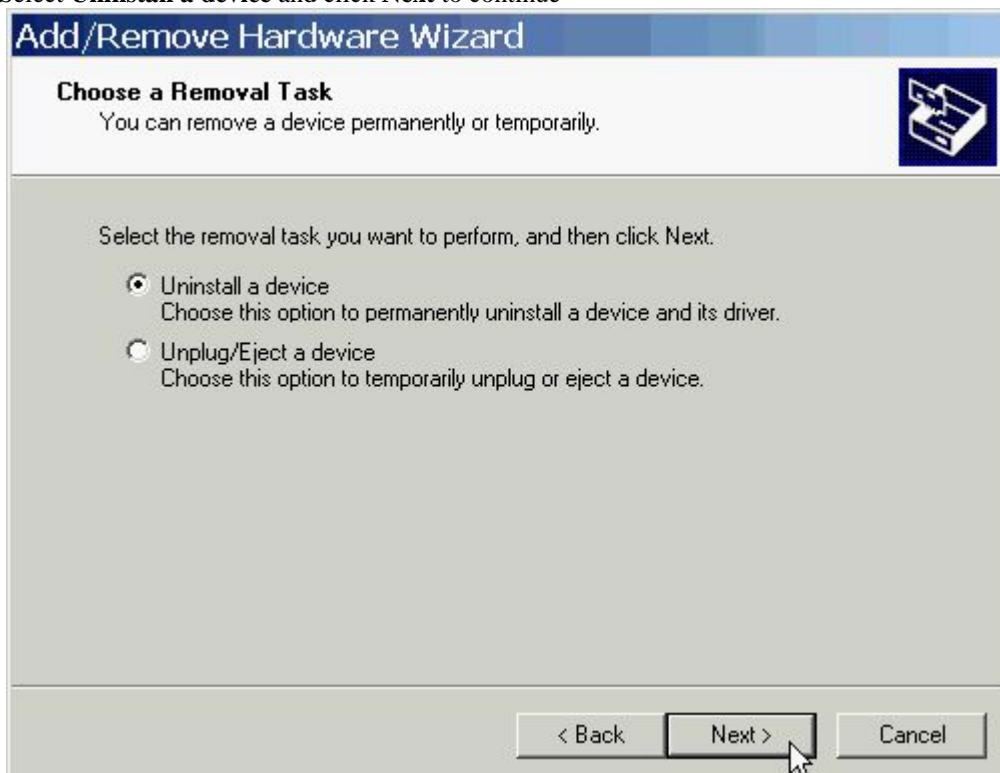 Select Uninstall a device and click Next to continue
Add/Remove Hardware Wizard
Choose a Removal Task
You can remove a device permanently or temporarily.
Select the removal task you want to perform, and then click Next.
Uninstall a device
Choose this option to permanently uninstall a device and its driver.
Unplug/Eject a device
Choose this option to temporarily unplug or eject a device.
< Back
Next >
Cancel